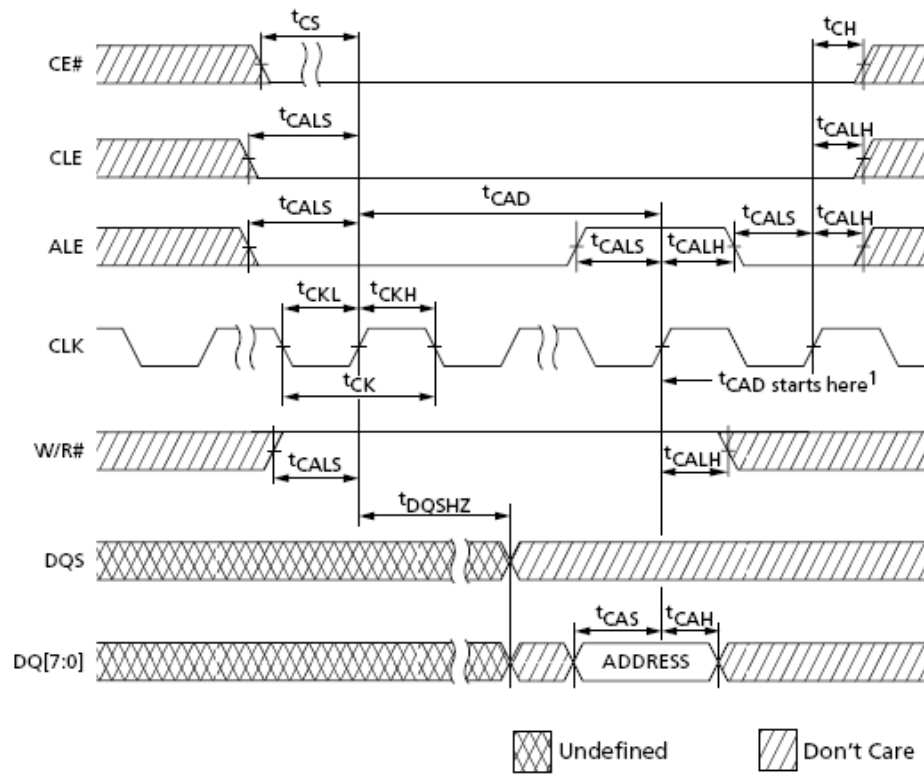 tCS
tCH
CE#
tCALS
tCALH
CLE
tCAD
tCALS
tCALS
tCALH
ALE
tCALS
tCALH
tCKL
tCKH
CLK
tCK
tCAD starts here1
W/R#
tCALS
tCALH
tDQSHZ
DQS
tCAS
tCAH
DQ[7:0]
ADDRESS
Undefined
Don't Care